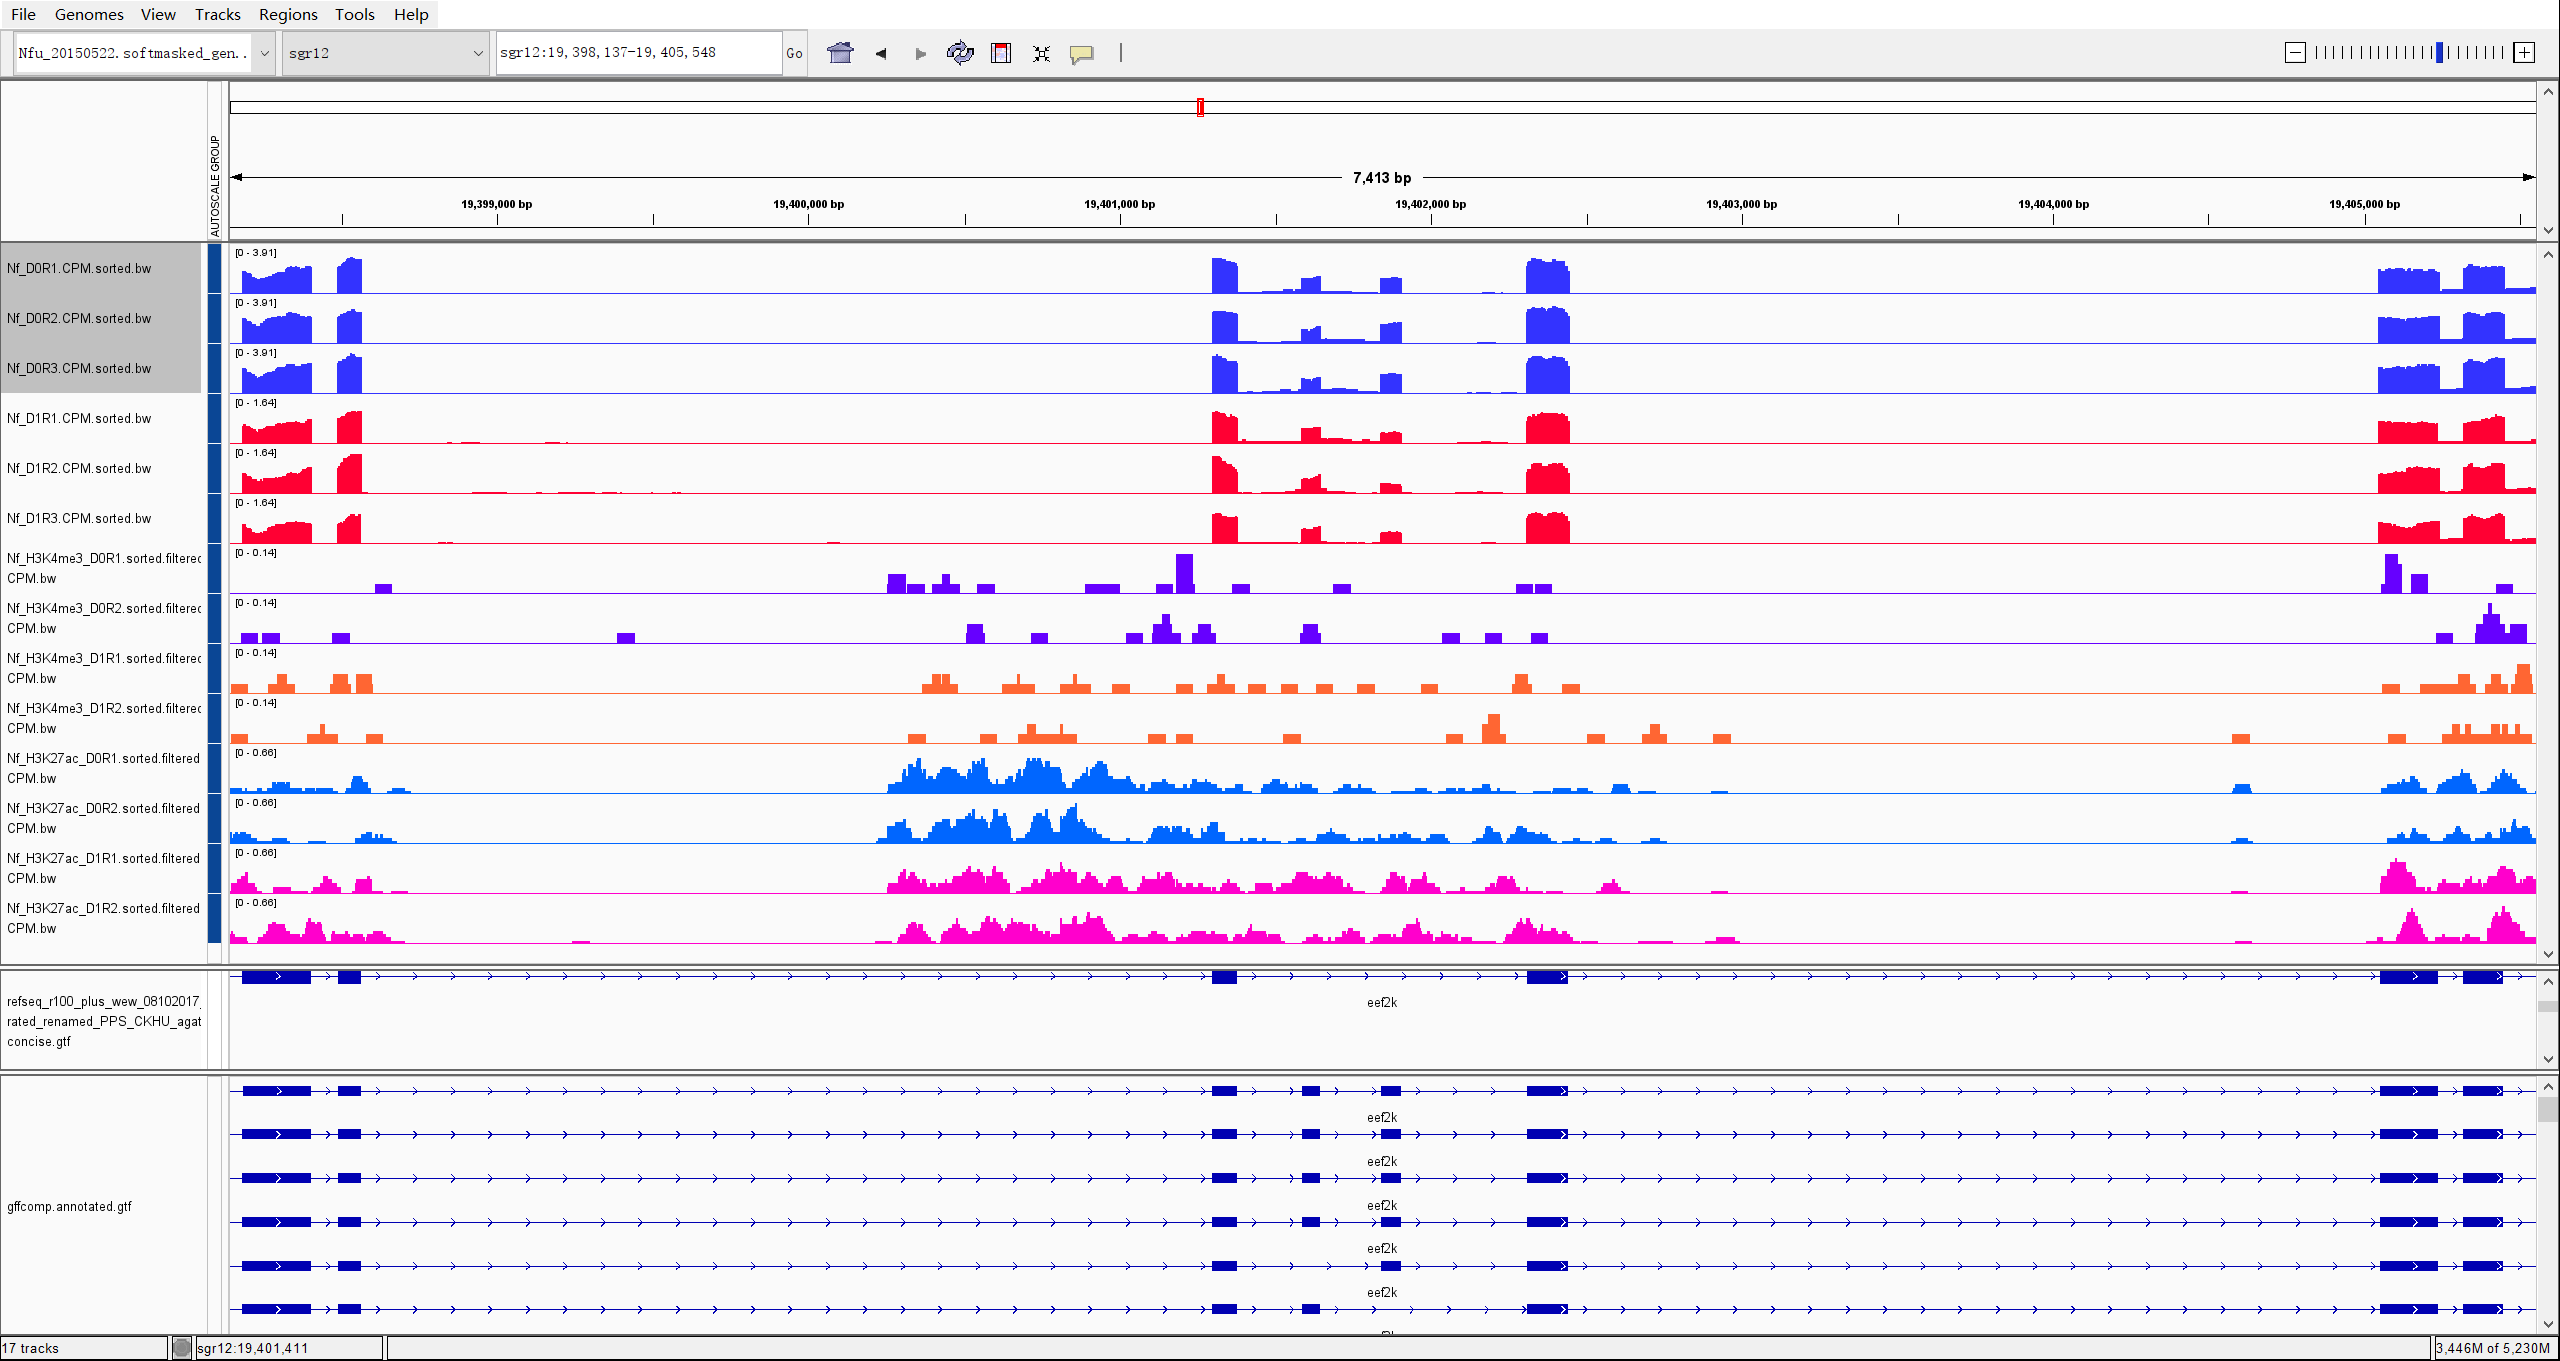 File Genomes View Tracks Regions Tools Help
Nfu_20150522.softmasked_gen.. sgr12 sgr12:19,398,137-19,405,548 Go
AUTOSCALE GROUP
7,413 bp
19,399,000 bp 19,400,000 bp 19,401,000 bp 19,402,000 bp 19,403,000 bp 19,404,000 bp 19,405,000 bp
[0 - 3.91]
Nf_D0R1.CPM.sorted.bw
[0 - 3.91]
Nf_D0R2.CPM.sorted.bw
[0 - 3.91]
Nf_D0R3.CPM.sorted.bw
[0 - 1.64]
Nf_D1R1.CPM.sorted.bw
[0 - 1.64]
Nf_D1R2.CPM.sorted.bw
[0 - 1.64]
Nf_D1R3.CPM.sorted.bw
[0 - 0.14]
Nf_H3K4me3_D0R1.sorted.filtered
CPM.bw
[0 - 0.14]
Nf_H3K4me3_D0R2.sorted.filtered
CPM.bw
[0 - 0.14]
Nf_H3K4me3_D1R1.sorted.filtered
CPM.bw
[0 - 0.14]
Nf_H3K4me3_D1R2.sorted.filtered
CPM.bw
[0 - 0.66]
Nf_H3K27ac_D0R1.sorted.filtered
CPM.bw
[0 - 0.66]
Nf_H3K27ac_D0R2.sorted.filtered
CPM.bw
[0 - 0.66]
Nf_H3K27ac_D1R1.sorted.filtered
CPM.bw
[0 - 0.66]
Nf_H3K27ac_D1R2.sorted.filtered
CPM.bw
refseq_r100_plus_wew_08102017_
rated_renamed_PPS_CKHU_agat
concise.gtf
eef2k
gffcomp.annotated.gtf
eef2k
eef2k
eef2k
eef2k
eef2k
17 tracks sgr12:19,401,411 3,446M of 5,230M